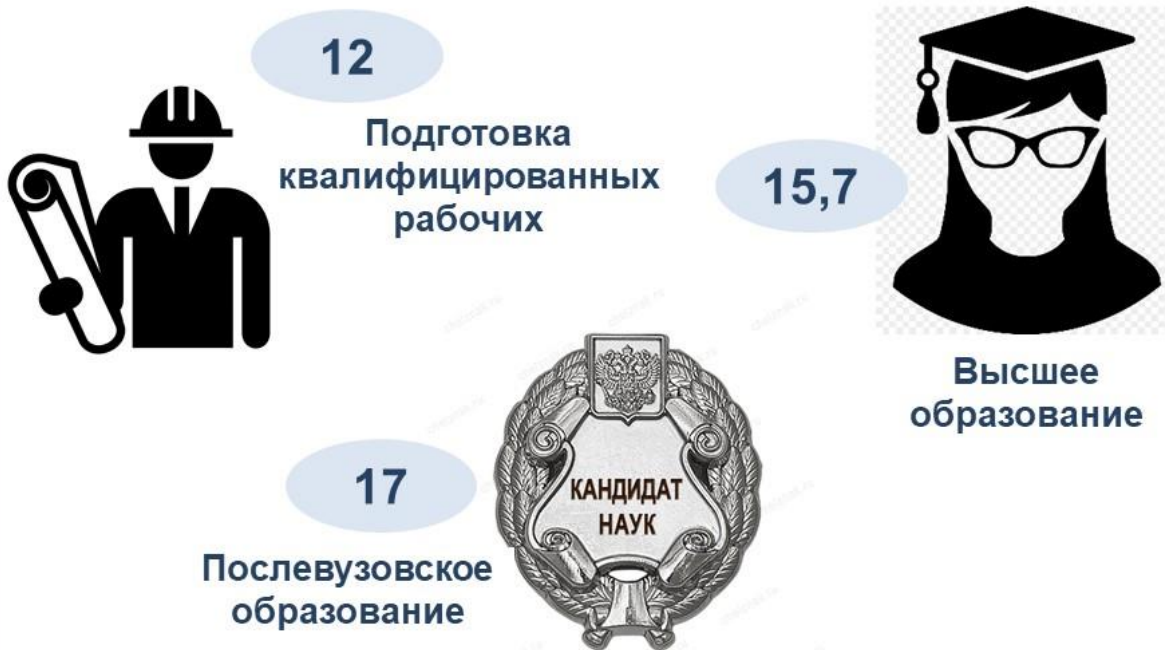 12
Подготовка
квалифицированных
рабочих
15,7
Высшее
образование
17
КАНДИДАТ
НАУК
Послевузовское
образование